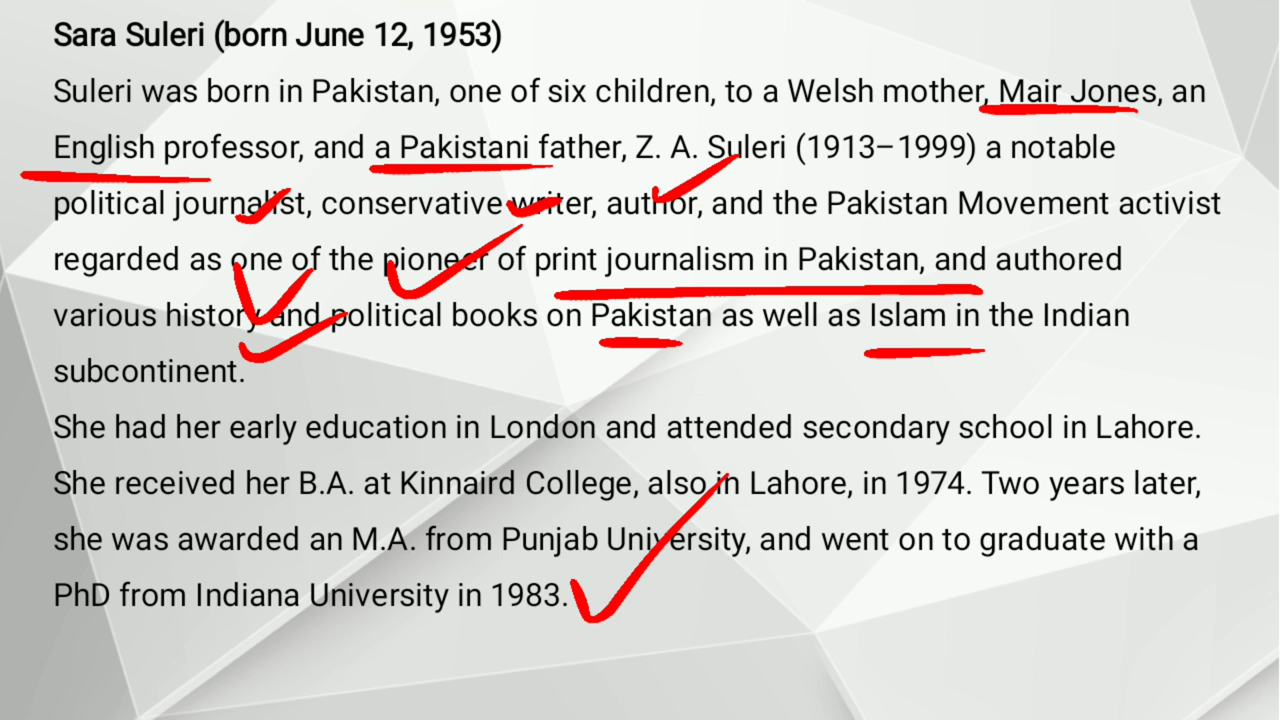 Sara Suleri (born June 12, 1953)
Suleri was born in Pakistan, one of six children, to a Welsh mother, Mair Jones, an
English professor, and a Pakistani father, Z. A. Suleri (1913–1999) a notable
political journalist, conservative writer, author, and the Pakistan Movement activist
regarded as one of the pioneer of print journalism in Pakistan, and authored
various history and political books on Pakistan as well as Islam in the Indian
subcontinent.
She had her early education in London and attended secondary school in Lahore.
She received her B.A. at Kinnaird College, also in Lahore, in 1974. Two years later,
she was awarded an M.A. from Punjab University, and went on to graduate with a
PhD from Indiana University in 1983.